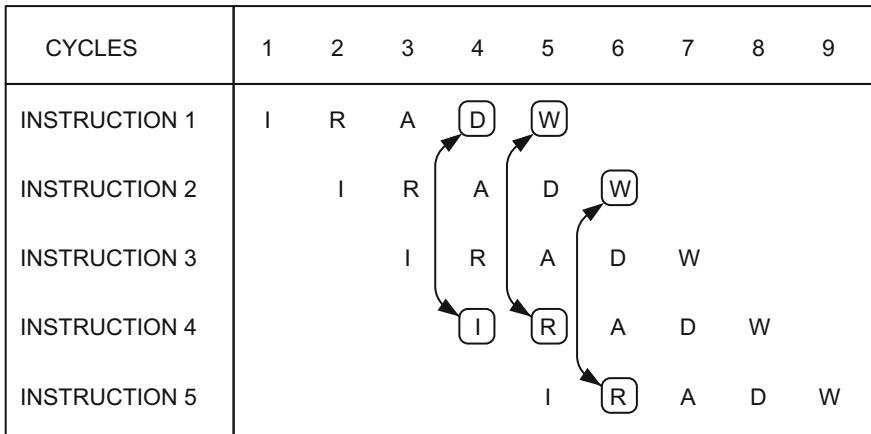 CYCLES 1 2 3 4 5 6 7 8 9
INSTRUCTION 1 I R A D W
INSTRUCTION 2 I R A D W
INSTRUCTION 3 I R A D W
INSTRUCTION 4 I R A D W
INSTRUCTION 5 I R A D W